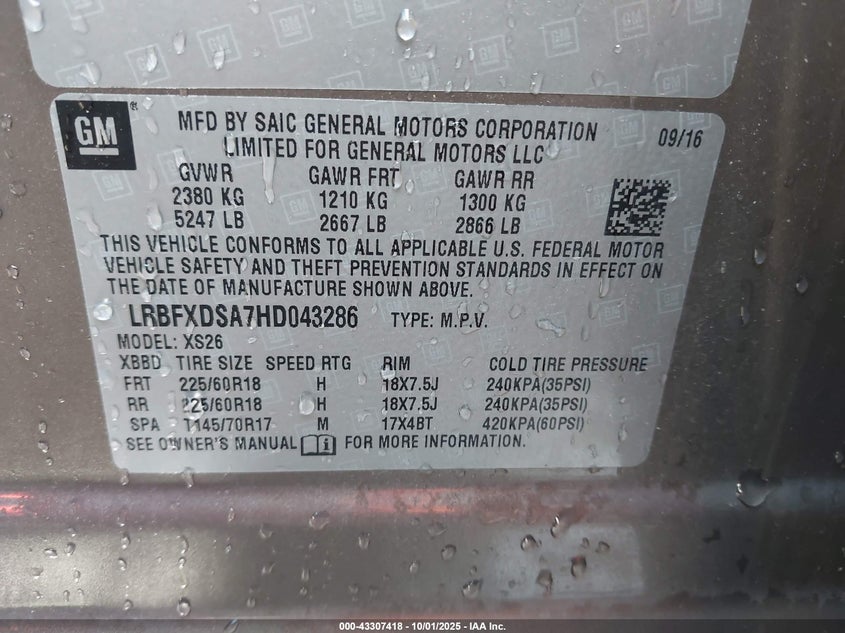 GM
MFD BY SAIC GENERAL MOTORS CORPORATION 09/16
LIMITED FOR GENERAL MOTORS LLC
GVWR GAWR FRT GAWR RR
2380 KG 1210 KG 1300 KG
5247 LB 2667 LB 2866 LB
THIS VEHICLE CONFORMS TO ALL APPLICABLE U.S. FEDERAL MOTOR
VEHICLE SAFETY AND THEFT PREVENTION STANDARDS IN EFFECT ON
THE DATE OF MANUFACTURE SHOWN ABOVE.
LRBFXDSA7HD043286 TYPE: M.P.V.
MODEL: XS26
XBBD TIRE SIZE SPEED RTG RIM COLD TIRE PRESSURE
FRT 225/60R18 H 18X7.5J 240KPA(35PSI)
RR 225/60R18 H 18X7.5J 240KPA(35PSI)
SPA T145/70R17 M 17X4BT 420KPA(60PSI)
SEE OWNER'S MANUAL FOR MORE INFORMATION.
000-43307418 - 10/01/2025 - IAA Inc.